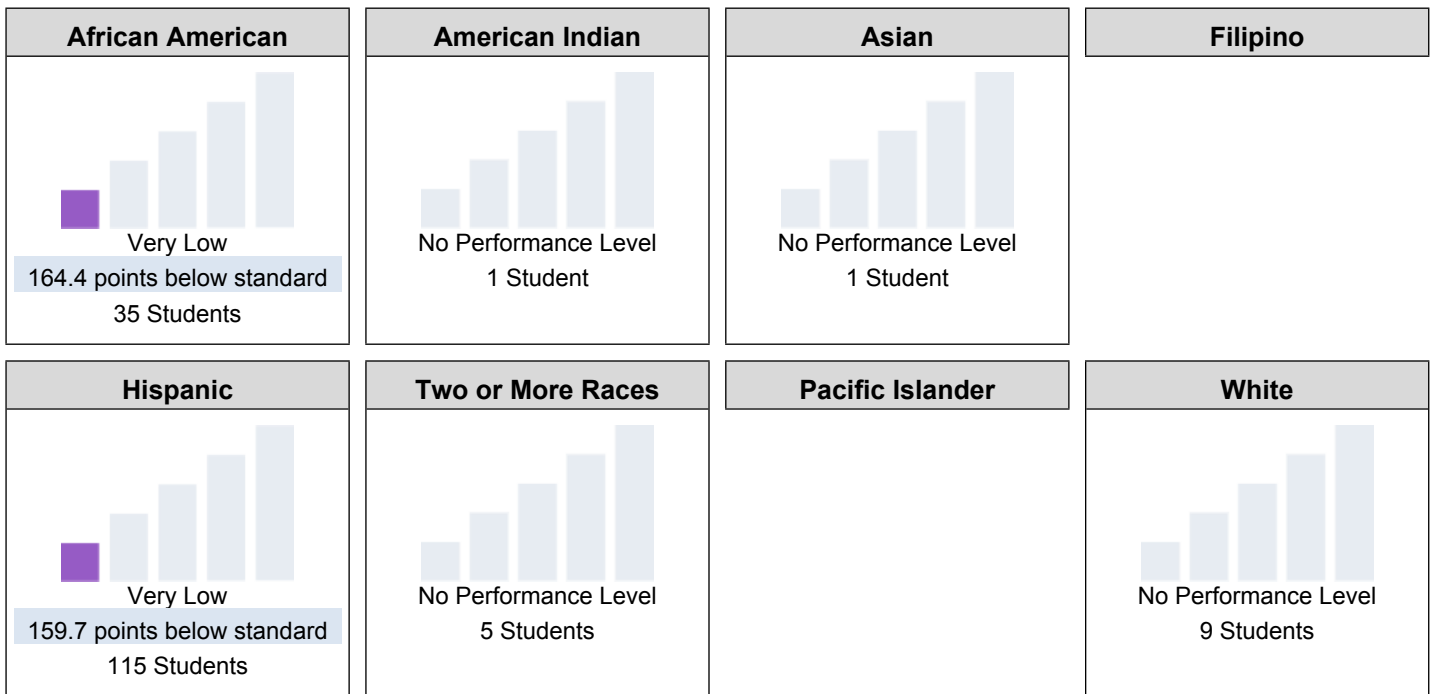 African American
Very Low
164.4 points below standard
35 Students
American Indian
No Performance Level
1 Student
Asian
No Performance Level
1 Student
Filipino
Hispanic
Very Low
159.7 points below standard
115 Students
Two or More Races
No Performance Level
5 Students
Pacific Islander
White
No Performance Level
9 Students